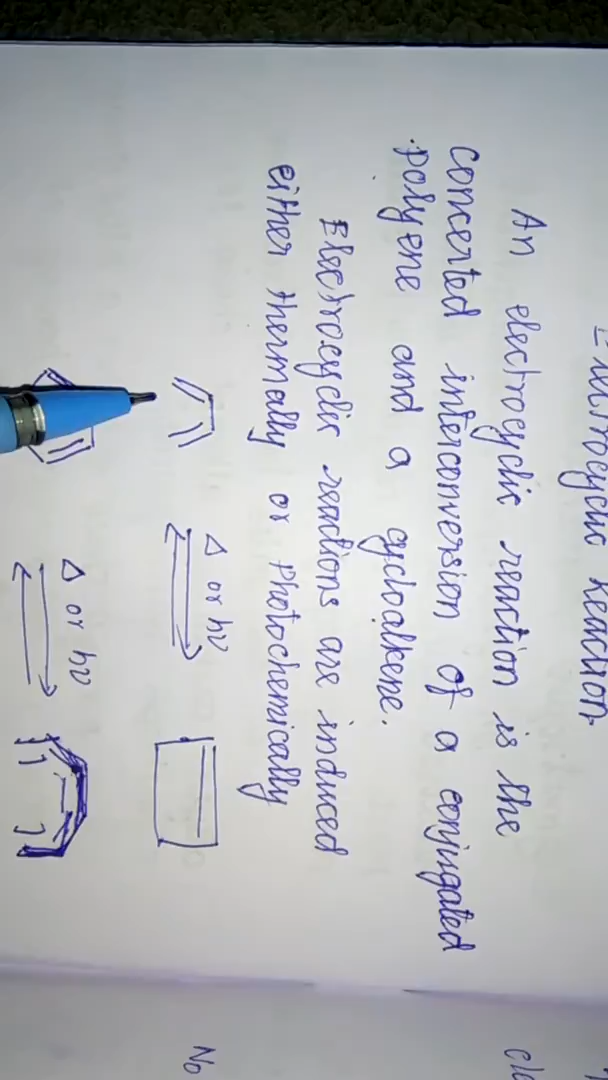 Electrocyclic Reaction
An electrocyclic reaction is the
concerted interconversion of a conjugated
polyene and a cycloalkene.
Electrocyclic reactions are induced
either thermally or Photochemically
Δ or hν
Δ or hν
No